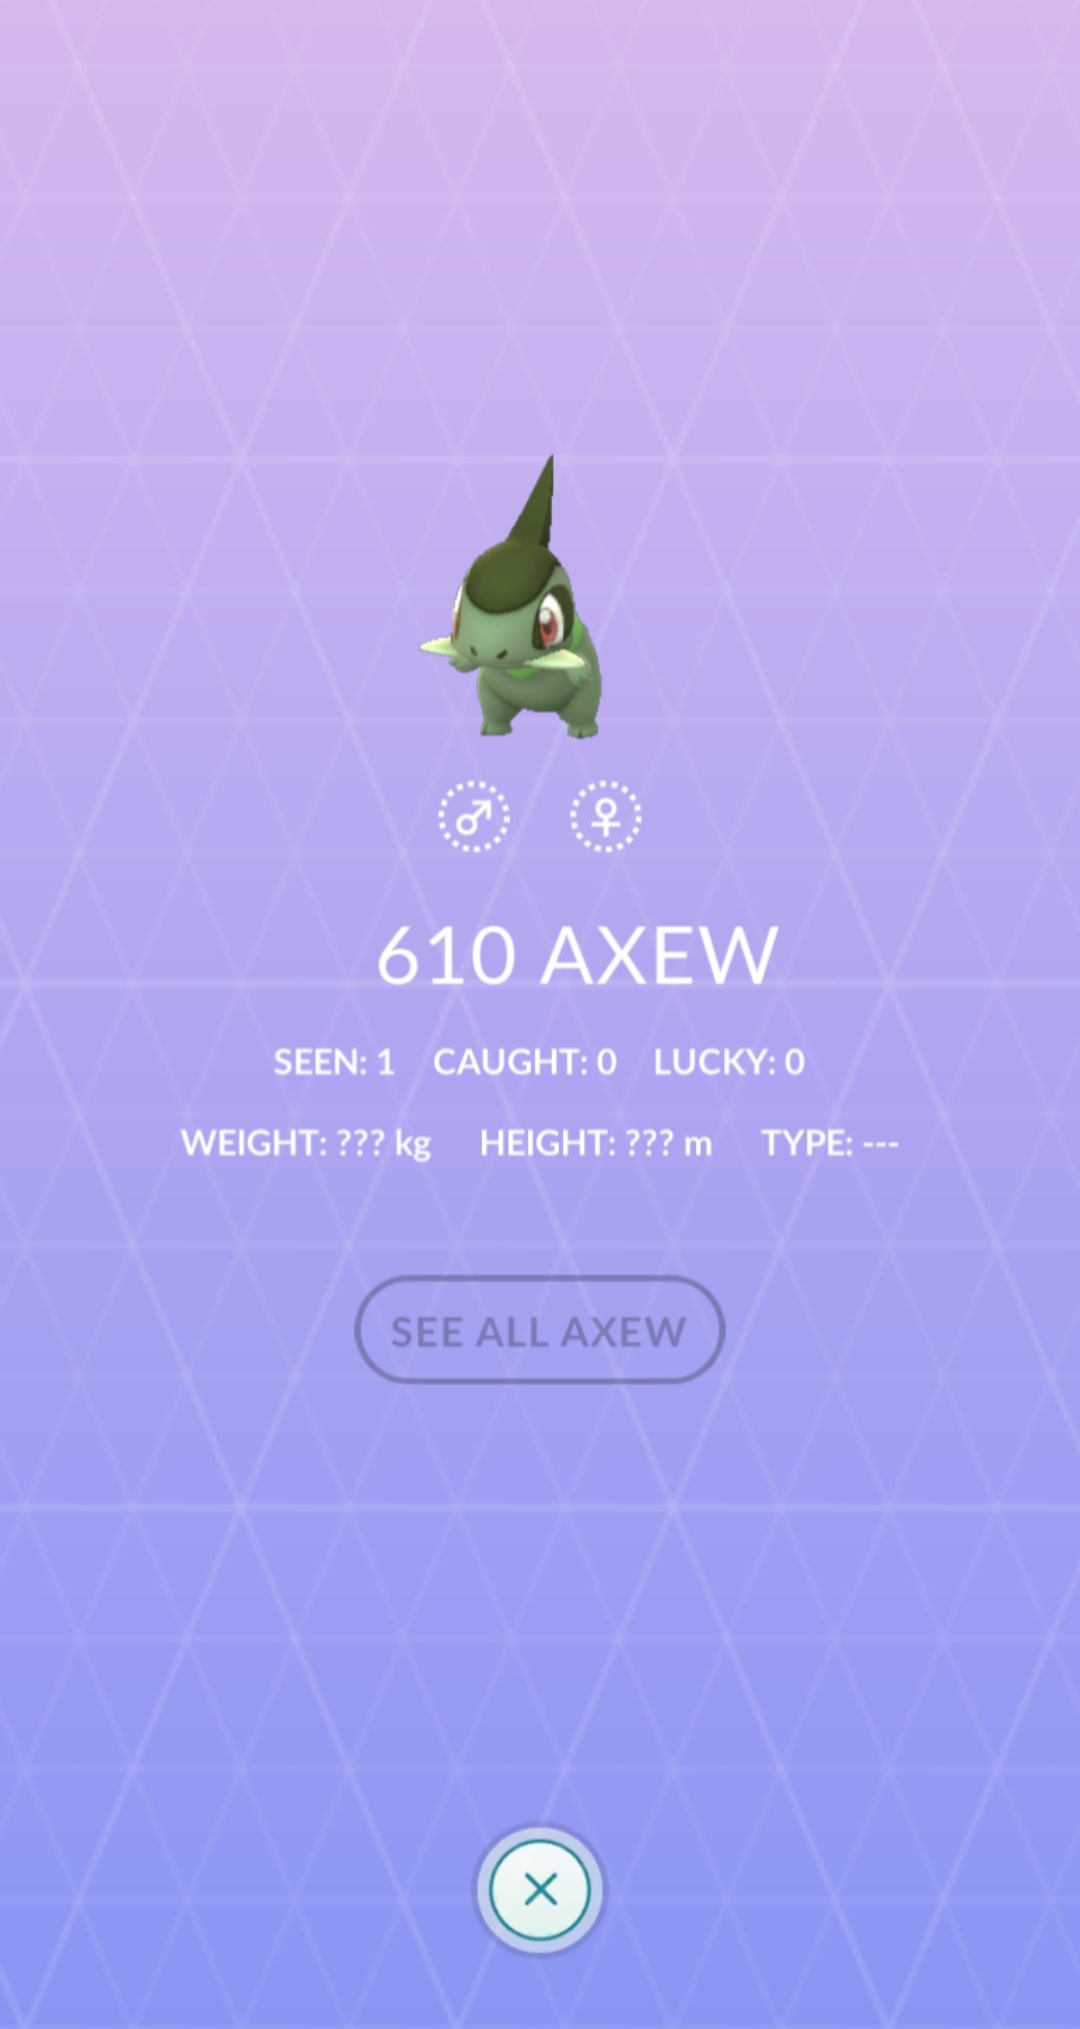 610 AXEW
SEEN: 1 CAUGHT: 0 LUCKY: 0
WEIGHT: ??? kg HEIGHT: ??? m TYPE: ---
SEE ALL AXEW